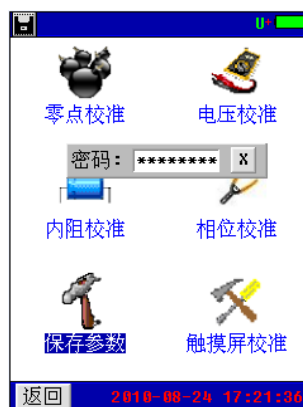 U+
零点校准 电压校准
密码: ******** X
内阻校准 相位校准
保存参数 触摸屏校准
返回 2010-08-24 17:21:36